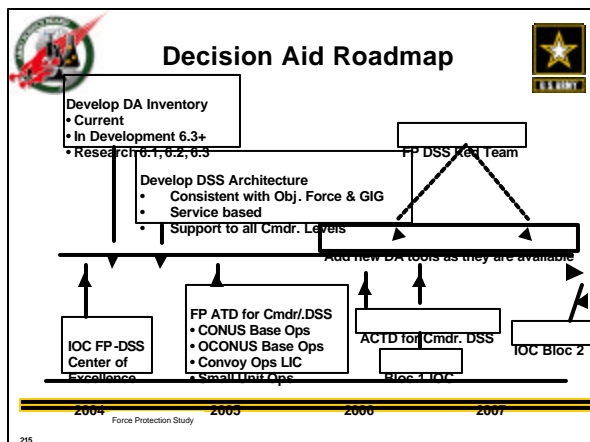 Decision Aid Roadmap
U.S.ARMY
Develop DA Inventory
• Current
• In Development 6.3+
• Research 6.1, 6.2, 6.3
FP DSS Red Team
Develop DSS Architecture
• Consistent with Obj. Force & GIG
• Service based
• Support to all Cmdr. Levels
Add new DA tools as they are available
IOC FP-DSS
Center of
Excellence
FP ATD for Cmdr/.DSS
• CONUS Base Ops
• OCONUS Base Ops
• Convoy Ops LIC
• Small Unit Ops
ACTD for Cmdr. DSS
Bloc 1 IOC
IOC Bloc 2
2004
2005
2006
2007
Force Protection Study
215